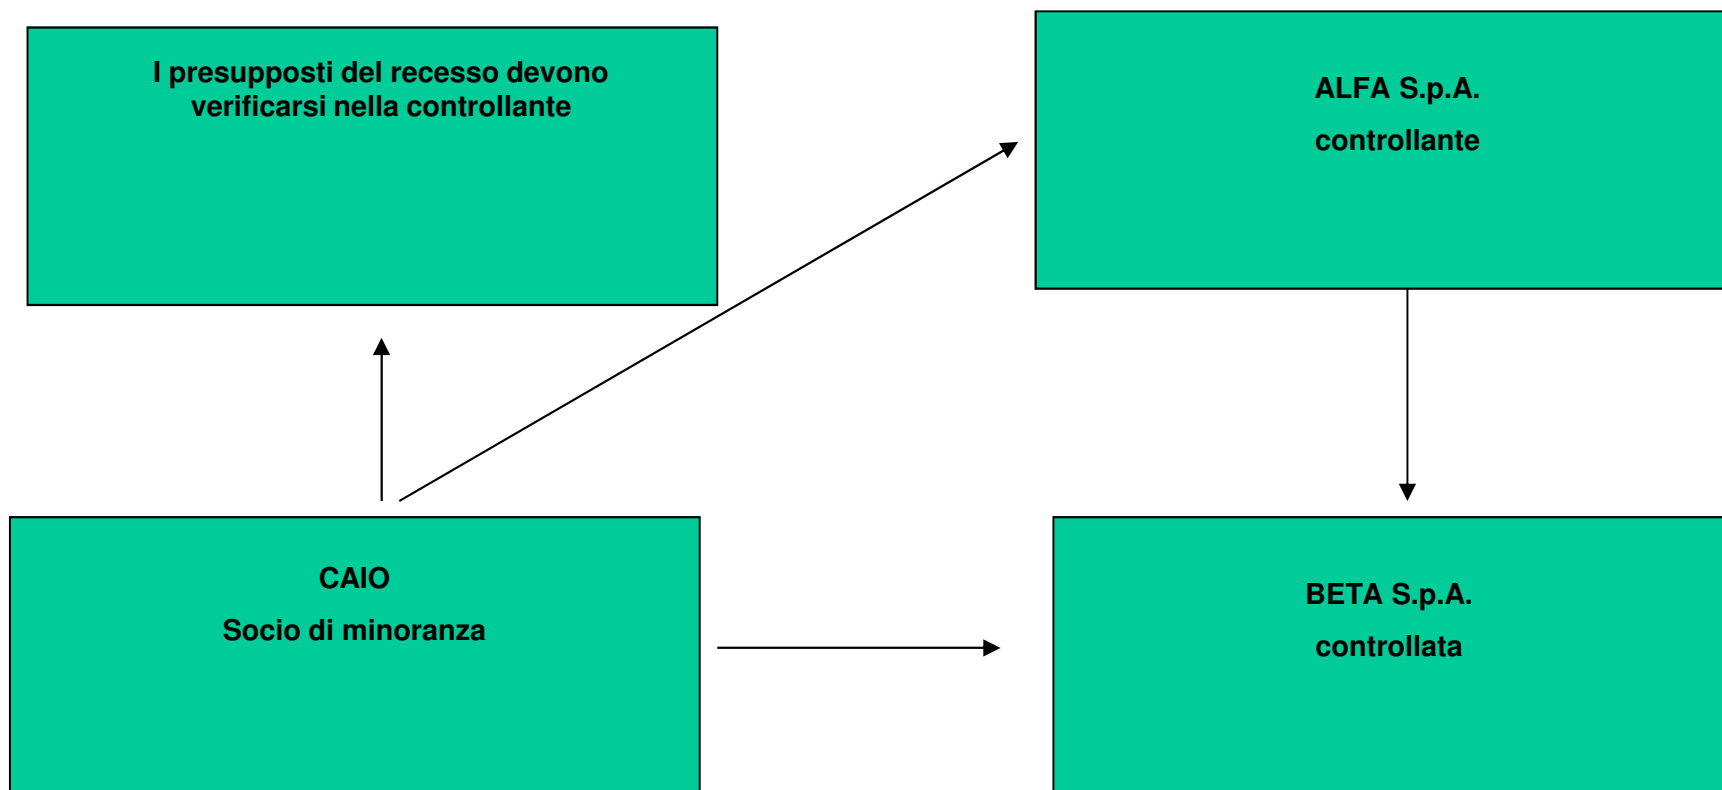 I presupposti del recesso devono
verificarsi nella controllante
ALFA S.p.A.
controllante
CAIO
Socio di minoranza
BETA S.p.A.
controllata